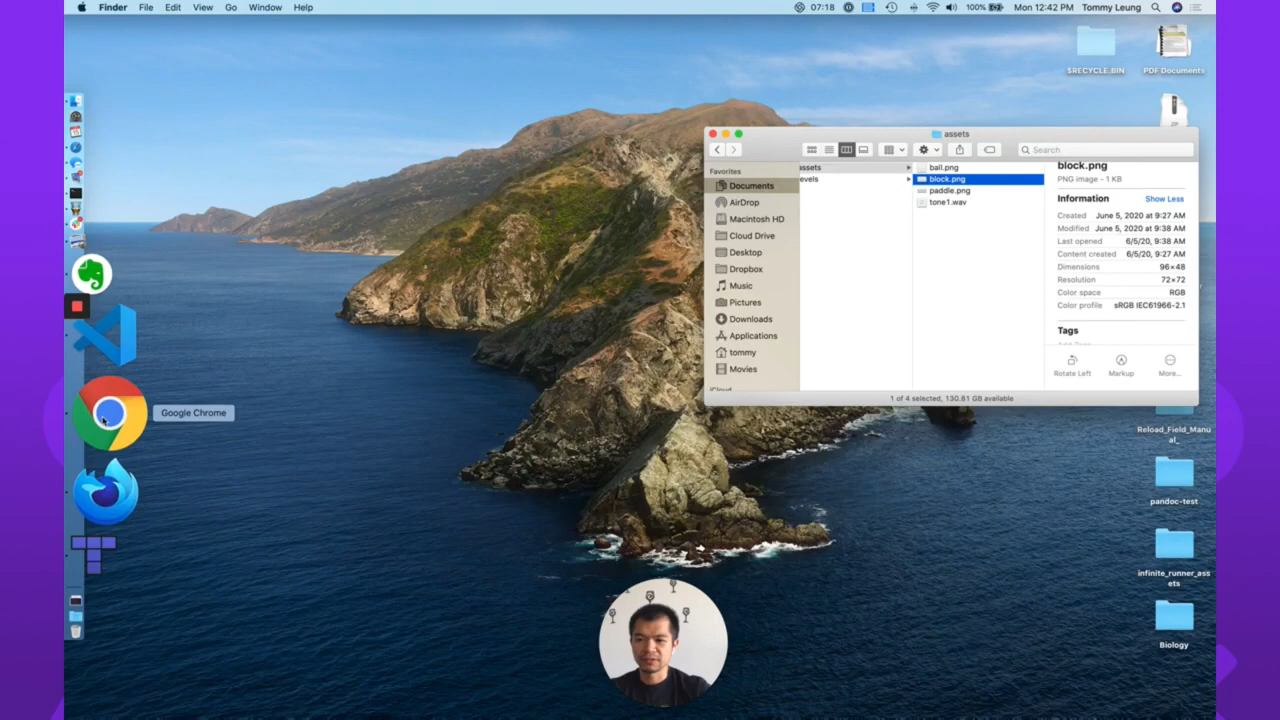 Finder File Edit View Go Window Help
07:18 100% Mon 12:42 PM Tommy Leung
$RECYCLE.BIN PDF Documents
assets
Search
Favorites
Documents
AirDrop
Macintosh HD
Cloud Drive
Desktop
Dropbox
Music
Pictures
Downloads
Applications
tommy
Movies
iCloud
assets
evels
ball.png
block.png
paddle.png
tone1.wav
block.png
PNG image - 1 KB
Information Show Less
Created June 5, 2020 at 9:27 AM
Modified June 5, 2020 at 9:38 AM
Last opened 6/5/20, 9:38 AM
Content created 6/5/20, 9:27 AM
Dimensions 96×48
Resolution 72×72
Color space RGB
Color profile sRGB IEC61966-2.1
Tags
Rotate Left Markup More...
1 of 4 selected, 130.81 GB available
Google Chrome
Reload_Field_Manu
al_
pandoc-test
infinite_runner_ass
ets
Biology